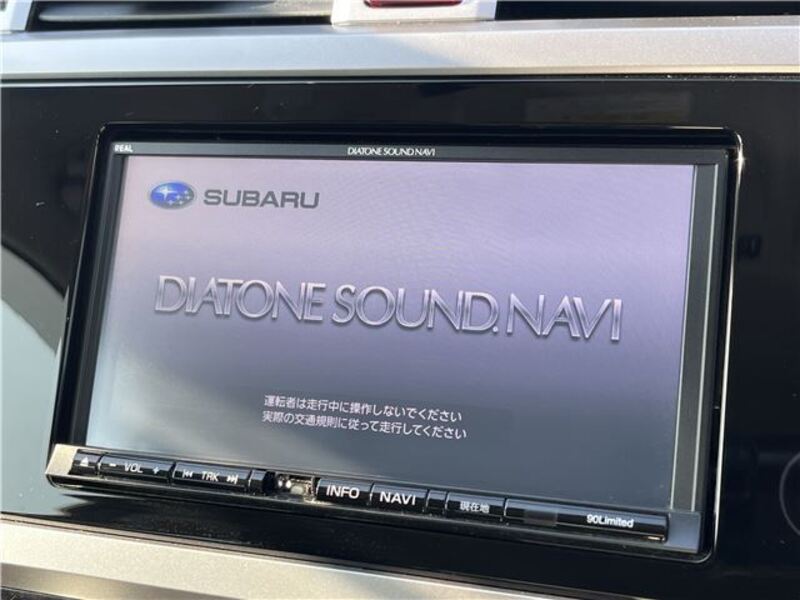 REAL
DIATONE SOUND NAVI
SUBARU
DIATONE SOUND.NAVI
運転者は走行中に操作しないでください
実際の交通規則に従って走行してください
− VOL + TRK INFO NAVI 現在地 90Limited